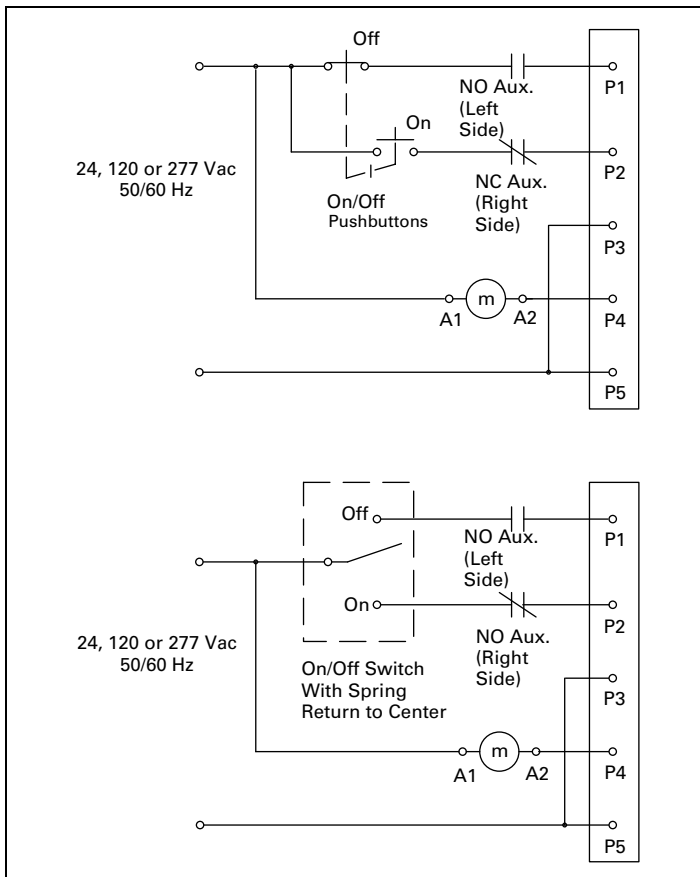 Off
P1
NO Aux.
(Left
Side)
On
24, 120 or 277 Vac
50/60 Hz
P2
NC Aux.
(Right
Side)
On/Off
Pushbuttons
P3
m
A1
A2
P4
P5
Off
P1
NO Aux.
(Left
Side)
On
P2
24, 120 or 277 Vac
50/60 Hz
NO Aux.
(Right
Side)
On/Off Switch
With Spring
Return to Center
P3
m
A1
A2
P4
P5